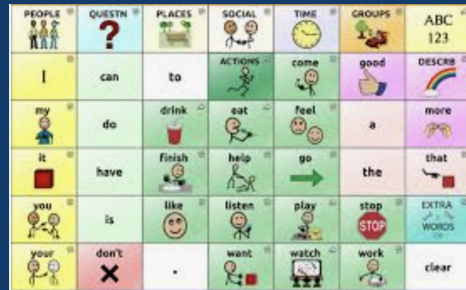 PEOPLE QUESTN PLACES SOCIAL TIME GROUPS ABC 123
I can to ACTIONS come good DESCRB
my do drink eat feel a more
it have finish help go the that
you is like listen play stop STOP EXTRA WORDS
your don't . want watch work clear